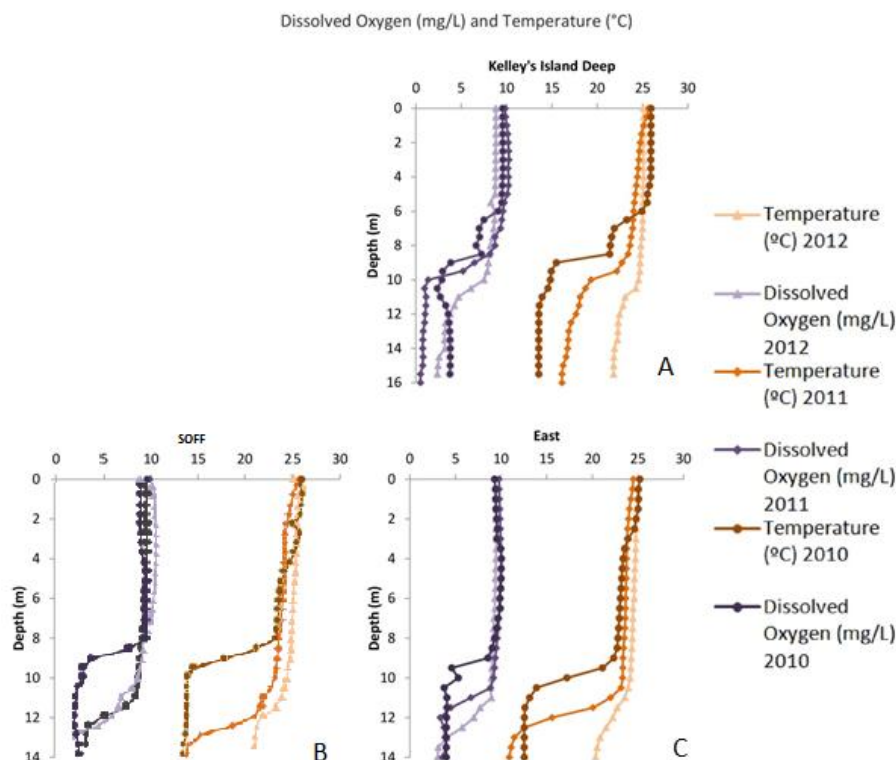 Dissolved Oxygen (mg/L) and Temperature (°C)
Kelley's Island Deep
0 5 10 15 20 25 30
0
2
4
6
8
10
12
14
16
Depth (m)
A
Temperature
(ºC) 2012
Dissolved
Oxygen (mg/L)
2012
Temperature
(ºC) 2011
Dissolved
Oxygen (mg/L)
2011
Temperature
(ºC) 2010
Dissolved
Oxygen (mg/L)
2010
SOFF
0 5 10 15 20 25 30
0
2
4
6
8
10
12
14
Depth (m)
B
East
0 5 10 15 20 25 30
0
2
4
6
8
10
12
14
Depth (m)
C